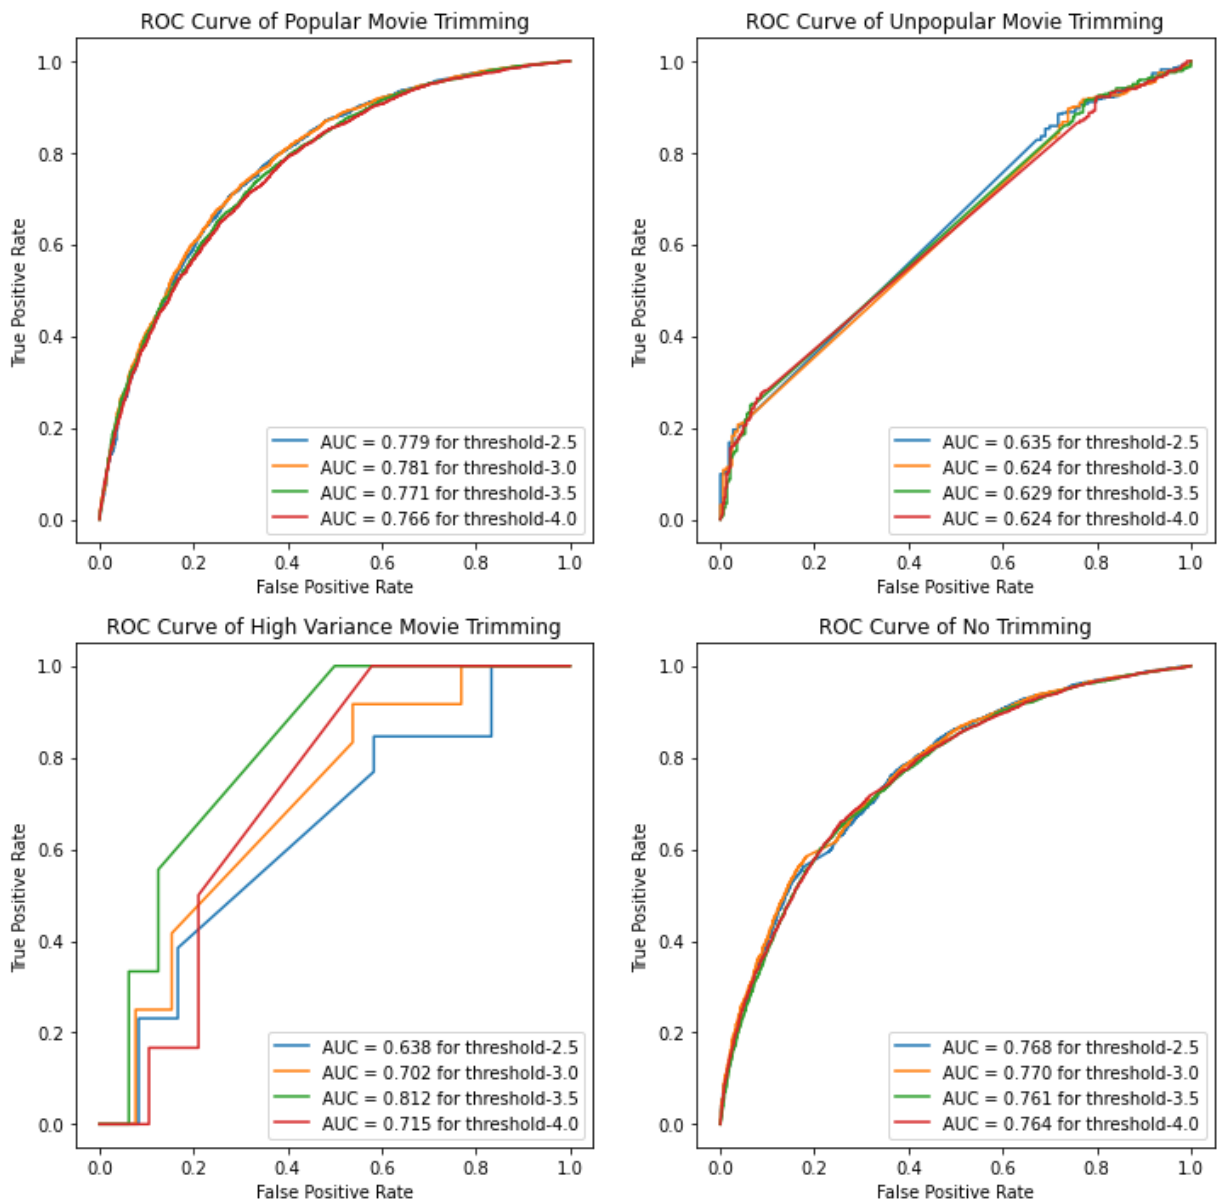 ROC Curve of Popular Movie Trimming
True Positive Rate
1.0
0.8
0.6
0.4
0.2
0.0
AUC = 0.779 for threshold-2.5
AUC = 0.781 for threshold-3.0
AUC = 0.771 for threshold-3.5
AUC = 0.766 for threshold-4.0
0.0 0.2 0.4 0.6 0.8 1.0
False Positive Rate
ROC Curve of Unpopular Movie Trimming
True Positive Rate
1.0
0.8
0.6
0.4
0.2
0.0
AUC = 0.635 for threshold-2.5
AUC = 0.624 for threshold-3.0
AUC = 0.629 for threshold-3.5
AUC = 0.624 for threshold-4.0
0.0 0.2 0.4 0.6 0.8 1.0
False Positive Rate
ROC Curve of High Variance Movie Trimming
True Positive Rate
1.0
0.8
0.6
0.4
0.2
0.0
AUC = 0.638 for threshold-2.5
AUC = 0.702 for threshold-3.0
AUC = 0.812 for threshold-3.5
AUC = 0.715 for threshold-4.0
0.0 0.2 0.4 0.6 0.8 1.0
False Positive Rate
ROC Curve of No Trimming
True Positive Rate
1.0
0.8
0.6
0.4
0.2
0.0
AUC = 0.768 for threshold-2.5
AUC = 0.770 for threshold-3.0
AUC = 0.761 for threshold-3.5
AUC = 0.764 for threshold-4.0
0.0 0.2 0.4 0.6 0.8 1.0
False Positive Rate